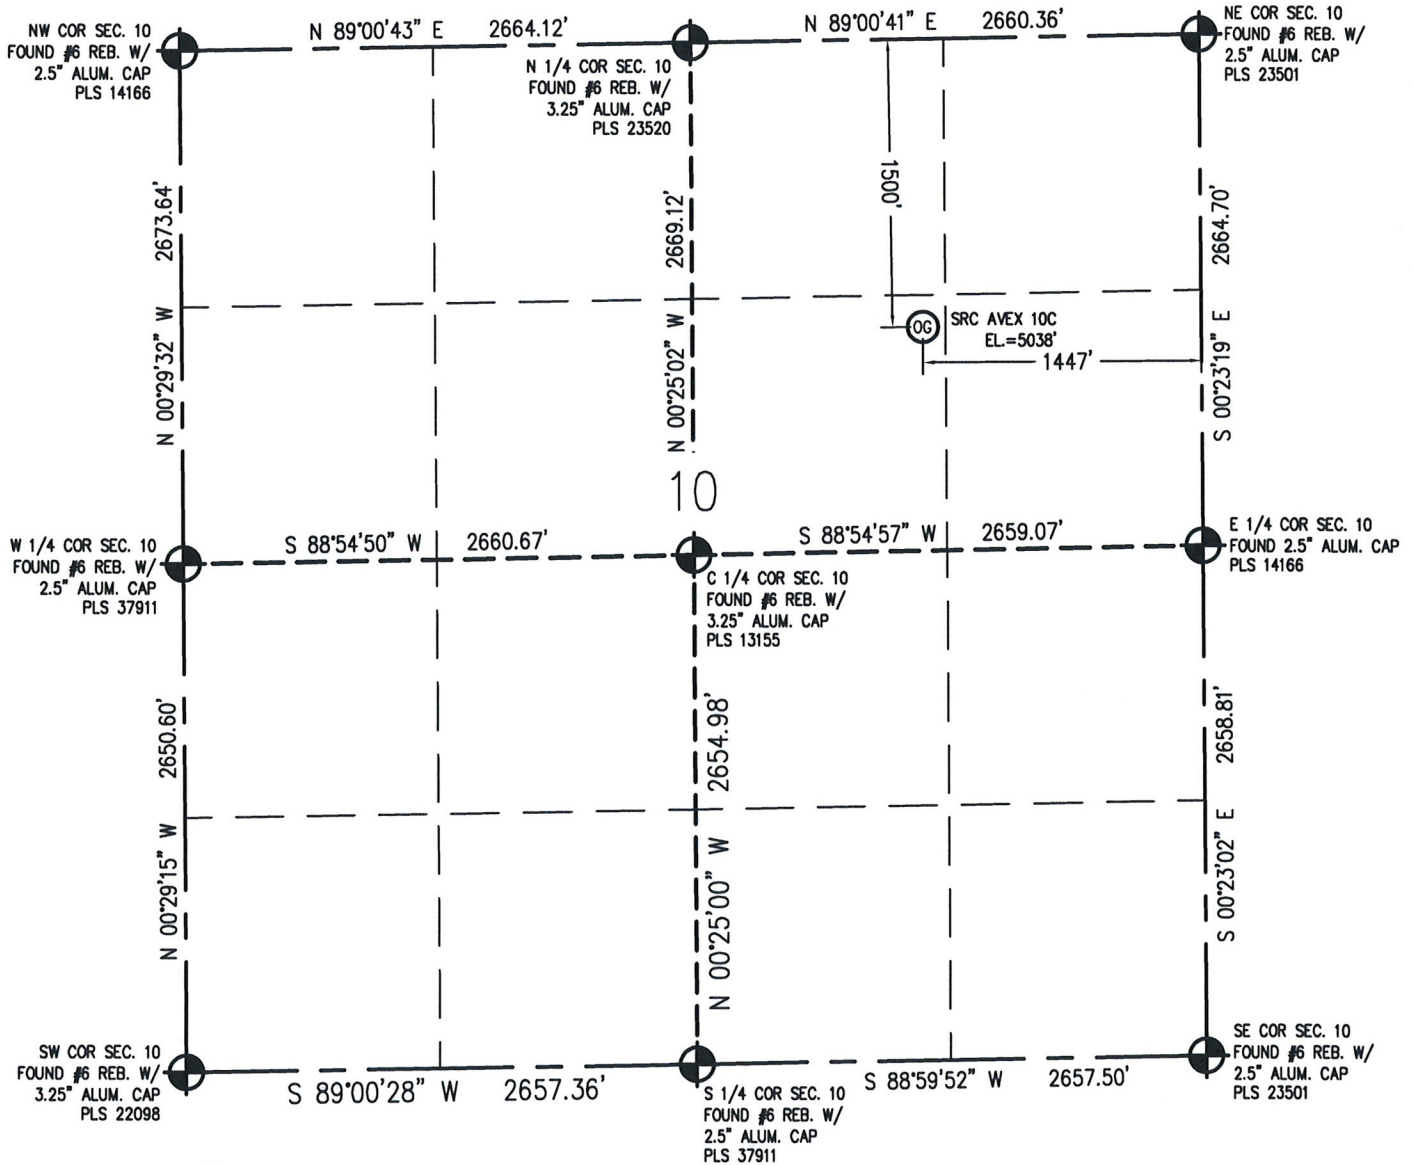 NW COR SEC. 10
FOUND #6 REB. W/
2.5" ALUM. CAP
PLS 14166
N 89°00'43" E 2664.12'
N 1/4 COR SEC. 10
FOUND #6 REB. W/
3.25" ALUM. CAP
PLS 23520
N 89°00'41" E 2660.36'
NE COR SEC. 10
FOUND #6 REB. W/
2.5" ALUM. CAP
PLS 23501
N 00°29'32" W 2673.64'
N 00°25'02" W 2669.12'
1500'
OG
SRC AVEX 10C
EL.=5038'
1447'
S 00°23'19" E 2664.70'
10
W 1/4 COR SEC. 10
FOUND #6 REB. W/
2.5" ALUM. CAP
PLS 37911
S 88°54'50" W 2660.67'
C 1/4 COR SEC. 10
FOUND #6 REB. W/
3.25" ALUM. CAP
PLS 13155
S 88°54'57" W 2659.07'
E 1/4 COR SEC. 10
FOUND 2.5" ALUM. CAP
PLS 14166
N 00°29'15" W 2650.60'
N 00°25'00" W 2654.98'
S 00°23'02" E 2658.81'
SW COR SEC. 10
FOUND #6 REB. W/
3.25" ALUM. CAP
PLS 22098
S 89°00'28" W 2657.36'
S 1/4 COR SEC. 10
FOUND #6 REB. W/
2.5" ALUM. CAP
PLS 37911
S 88°59'52" W 2657.50'
SE COR SEC. 10
FOUND #6 REB. W/
2.5" ALUM. CAP
PLS 23501